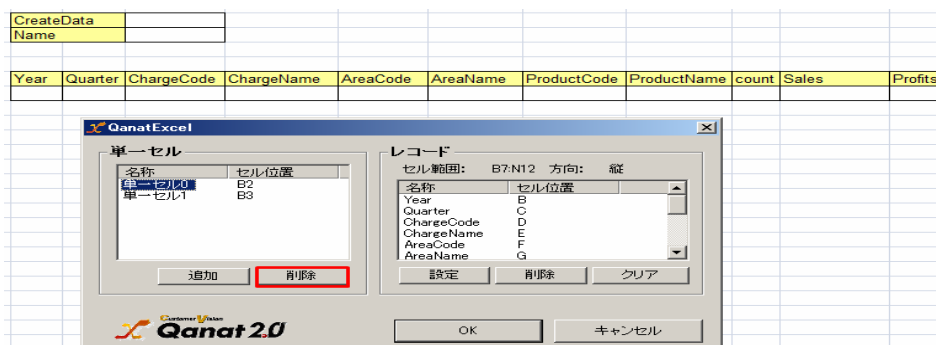 CreateData
Name
Year Quarter ChargeCode ChargeName AreaCode AreaName ProductCode ProductName count Sales Profits
QanatExcel
単一セル
名称 セル位置
単一セル0 B2
単一セル1 B3
追加 削除
レコード
セル範囲: B7:N12 方向: 縦
名称 セル位置
Year B
Quarter C
ChargeCode D
ChargeName E
AreaCode F
AreaName G
設定 削除 クリア
Customer Vision
Qanat 2.0
OK キャンセル